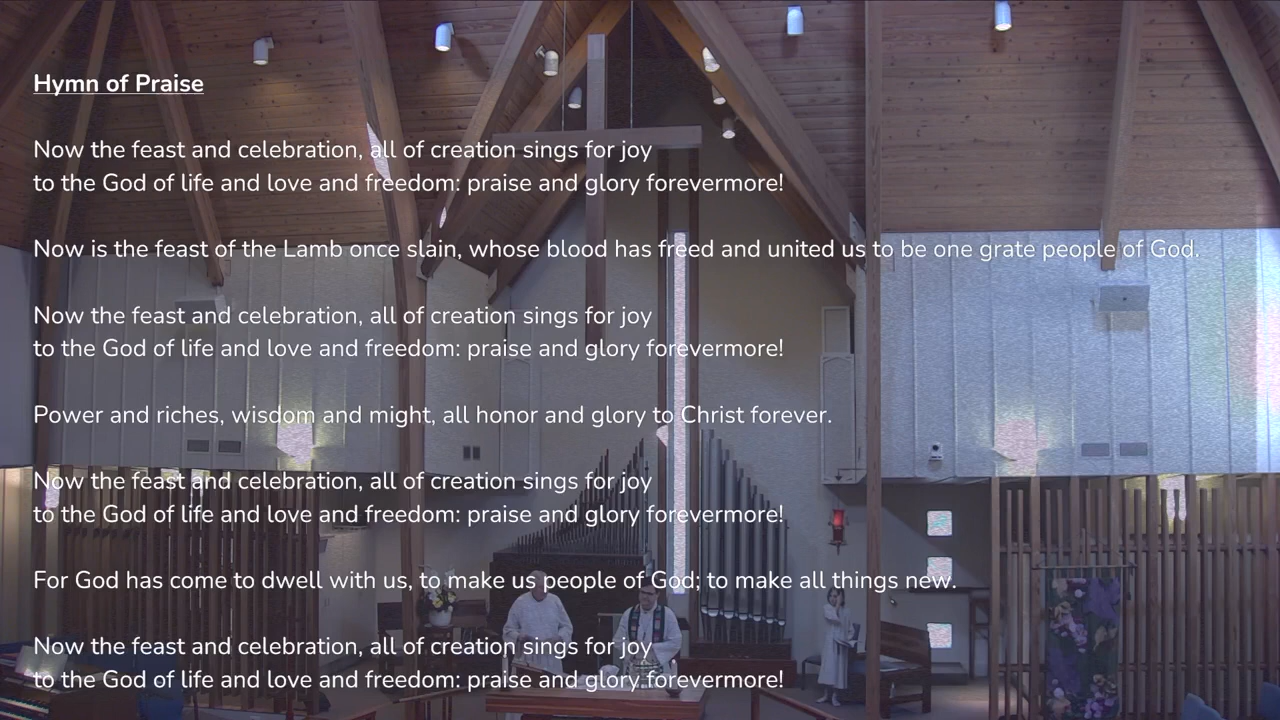 Hymn of Praise
Now the feast and celebration, all of creation sings for joy
to the God of life and love and freedom: praise and glory forevermore!
Now is the feast of the Lamb once slain, whose blood has freed and united us to be one grate people of God.
Now the feast and celebration, all of creation sings for joy
to the God of life and love and freedom: praise and glory forevermore!
Power and riches, wisdom and might, all honor and glory to Christ forever.
Now the feast and celebration, all of creation sings for joy
to the God of life and love and freedom: praise and glory forevermore!
For God has come to dwell with us, to make us people of God; to make all things new.
Now the feast and celebration, all of creation sings for joy
to the God of life and love and freedom: praise and glory forevermore!